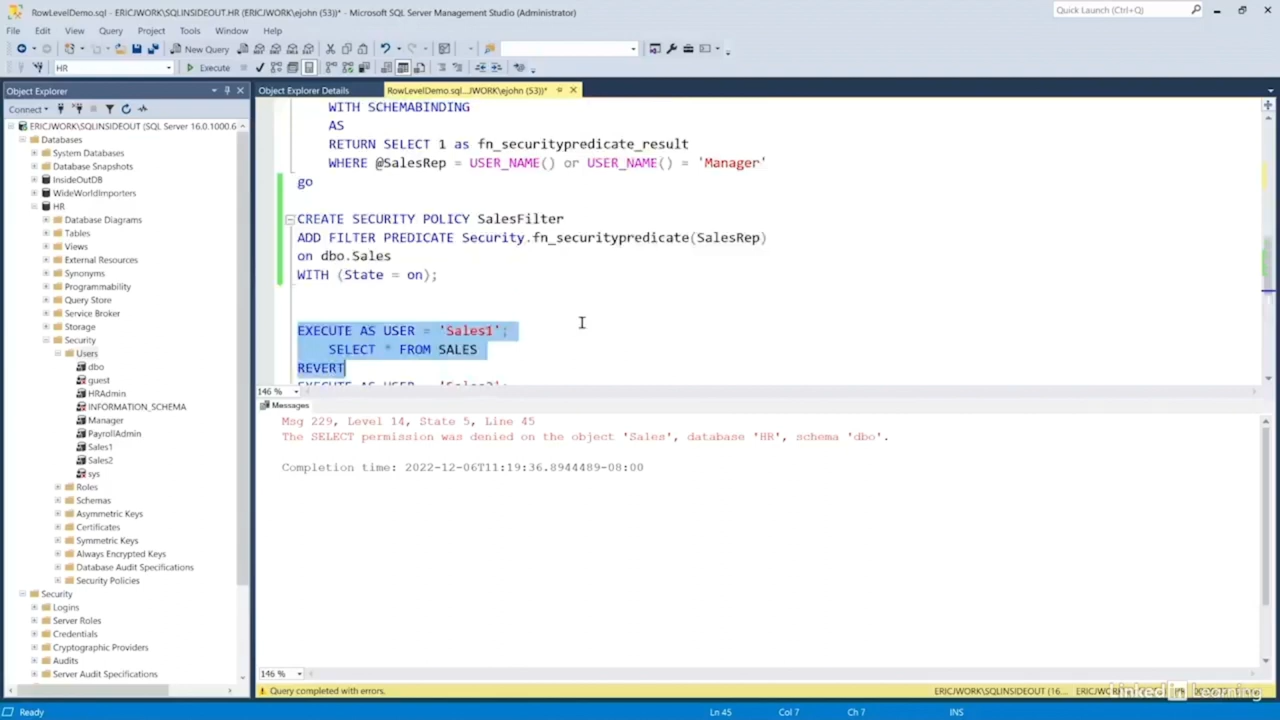 RowLevelDemo.sql - ERICJWORK\SQLINSIDEOUT.HR (ERICJWORK\ejohn (53))* - Microsoft SQL Server Management Studio (Administrator)
Quick Launch (Ctrl+Q)
File Edit View Query Project Tools Window Help
New Query
HR
Execute
Object Explorer
Object Explorer Details
RowLevelDemo.sql...JWORK\ejohn (53))*
Connect
ERICJWORK\SQLINSIDEOUT (SQL Server 16.0.1000.6
Databases
System Databases
Database Snapshots
InsideOutDB
WideWorldImporters
HR
Database Diagrams
Tables
Views
External Resources
Synonyms
Programmability
Query Store
Service Broker
Storage
Security
Users
dbo
guest
HRAdmin
INFORMATION_SCHEMA
Manager
PayrollAdmin
Sales1
Sales2
sys
Roles
Schemas
Asymmetric Keys
Certificates
Symmetric Keys
Always Encrypted Keys
Database Audit Specifications
Security Policies
Security
Logins
Server Roles
Credentials
Cryptographic Providers
Audits
Server Audit Specifications
WITH SCHEMABINDING
AS
RETURN SELECT 1 as fn_securitypredicate_result
WHERE @SalesRep = USER_NAME() or USER_NAME() = 'Manager'
go
CREATE SECURITY POLICY SalesFilter
ADD FILTER PREDICATE Security.fn_securitypredicate(SalesRep)
on dbo.Sales
WITH (State = on);
EXECUTE AS USER = 'Sales1';
SELECT * FROM SALES
REVERT
EXECUTE AS USER = 'Sales2';
146 %
Messages
Msg 229, Level 14, State 5, Line 45
The SELECT permission was denied on the object 'Sales', database 'HR', schema 'dbo'.
Completion time: 2022-12-06T11:19:36.8944489-08:00
146 %
Query completed with errors.
ERICJWORK\SQLINSIDEOUT (16...
LinkedIn Learning
Ready
Ln 45
Col 7
Ch 7
INS